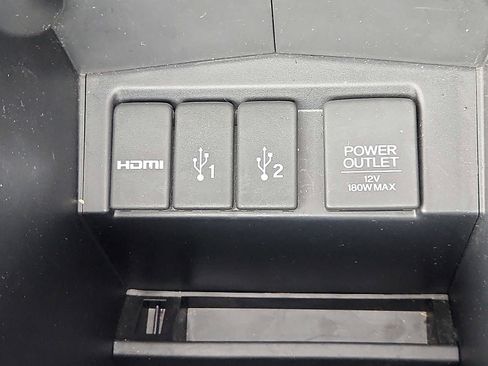 HDMI
1
2
POWER
OUTLET
12V
180W MAX